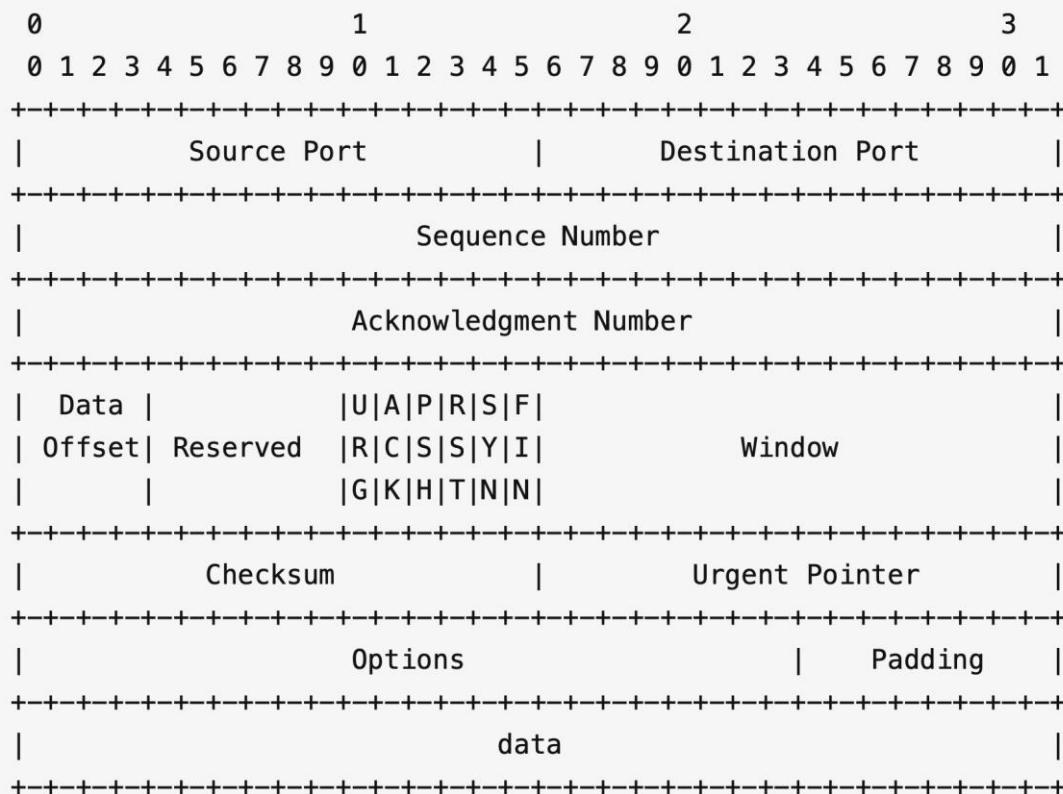 0                   1                   2                   3
 0 1 2 3 4 5 6 7 8 9 0 1 2 3 4 5 6 7 8 9 0 1 2 3 4 5 6 7 8 9 0 1
+-+-+-+-+-+-+-+-+-+-+-+-+-+-+-+-+-+-+-+-+-+-+-+-+-+-+-+-+-+-+-+-+
|          Source Port          |       Destination Port        |
+-+-+-+-+-+-+-+-+-+-+-+-+-+-+-+-+-+-+-+-+-+-+-+-+-+-+-+-+-+-+-+-+
|                        Sequence Number                        |
+-+-+-+-+-+-+-+-+-+-+-+-+-+-+-+-+-+-+-+-+-+-+-+-+-+-+-+-+-+-+-+-+
|                    Acknowledgment Number                      |
+-+-+-+-+-+-+-+-+-+-+-+-+-+-+-+-+-+-+-+-+-+-+-+-+-+-+-+-+-+-+-+-+
|  Data |           |U|A|P|R|S|F|                               |
| Offset| Reserved  |R|C|S|S|Y|I|            Window             |
|       |           |G|K|H|T|N|N|                               |
+-+-+-+-+-+-+-+-+-+-+-+-+-+-+-+-+-+-+-+-+-+-+-+-+-+-+-+-+-+-+-+-+
|           Checksum            |         Urgent Pointer        |
+-+-+-+-+-+-+-+-+-+-+-+-+-+-+-+-+-+-+-+-+-+-+-+-+-+-+-+-+-+-+-+-+
|                    Options                    |    Padding    |
+-+-+-+-+-+-+-+-+-+-+-+-+-+-+-+-+-+-+-+-+-+-+-+-+-+-+-+-+-+-+-+-+
|                             data                              |
+-+-+-+-+-+-+-+-+-+-+-+-+-+-+-+-+-+-+-+-+-+-+-+-+-+-+-+-+-+-+-+-+